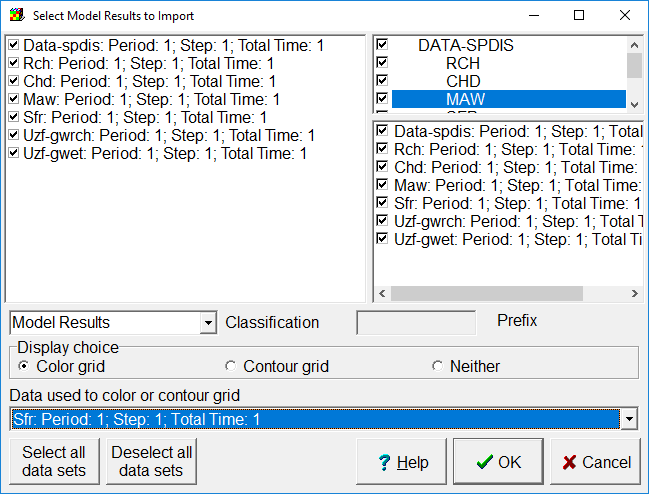 Select Model Results to Import
Data-spdis: Period: 1; Step: 1; Total Time: 1
Rch: Period: 1; Step: 1; Total Time: 1
Chd: Period: 1; Step: 1; Total Time: 1
Maw: Period: 1; Step: 1; Total Time: 1
Sfr: Period: 1; Step: 1; Total Time: 1
Uzf-gwrch: Period: 1; Step: 1; Total Time: 1
Uzf-gwet: Period: 1; Step: 1; Total Time: 1
DATA-SPDIS
RCH
CHD
MAW
Data-spdis: Period: 1; Step: 1; Total
Rch: Period: 1; Step: 1; Total Time:
Chd: Period: 1; Step: 1; Total Time:
Maw: Period: 1; Step: 1; Total Time:
Sfr: Period: 1; Step: 1; Total Time: 1
Uzf-gwrch: Period: 1; Step: 1; Total
Uzf-gwet: Period: 1; Step: 1; Total Ti
Model Results
Classification
Prefix
Display choice
Color grid
Contour grid
Neither
Data used to color or contour grid
Sfr: Period: 1; Step: 1; Total Time: 1
Select all
data sets
Deselect all
data sets
? Help
OK
Cancel